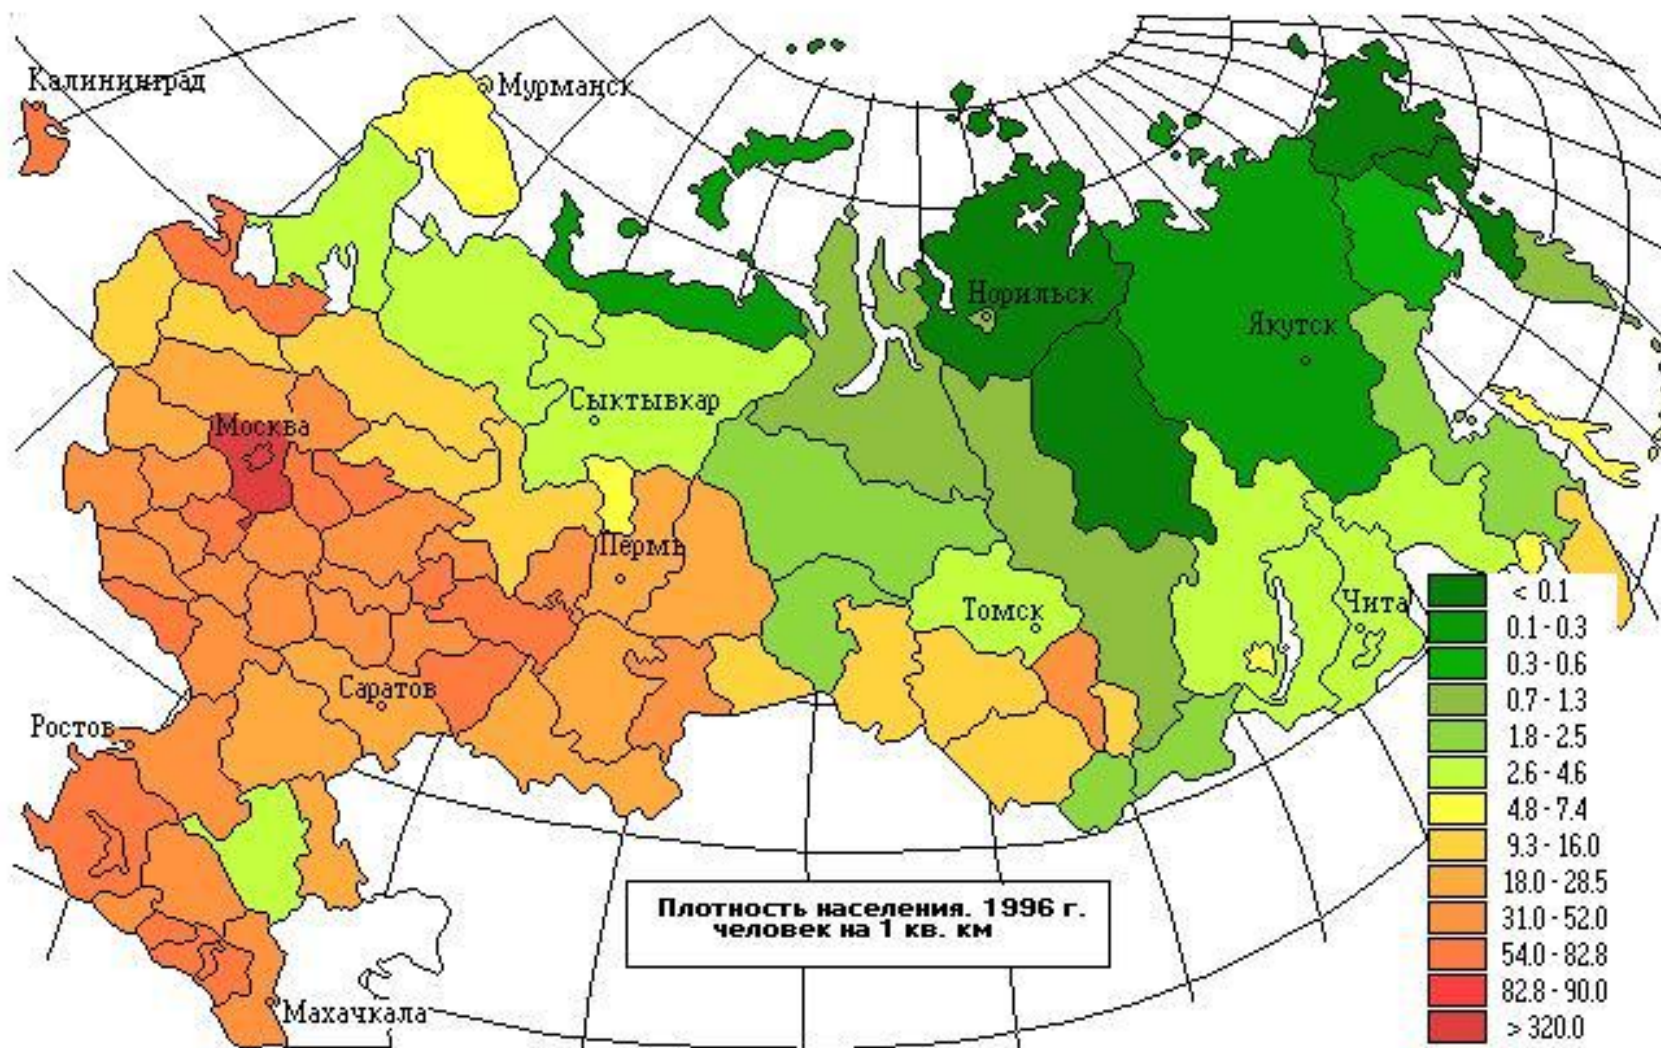 Калининград
Мурманск
Норильск
Якутск
Сыктывкар
Москва
Пермь
Томск
Чита
Саратов
Ростов
Махачкала
Плотность населения. 1996 г.
человек на 1 кв. км
< 0.1
0.1 - 0.3
0.3 - 0.6
0.7 - 1.3
1.8 - 2.5
2.6 - 4.6
4.8 - 7.4
9.3 - 16.0
18.0 - 28.5
31.0 - 52.0
54.0 - 82.8
82.8 - 90.0
> 320.0